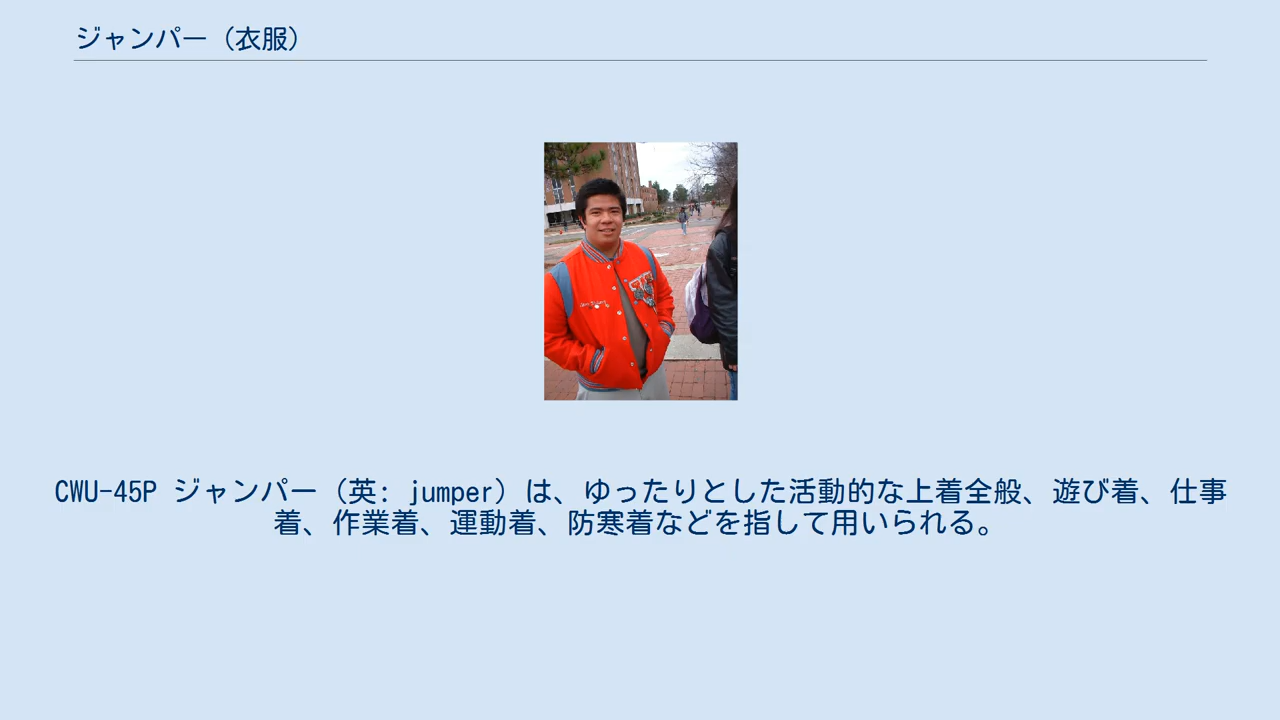 ジャンパー（衣服）
CWU-45P ジャンパー（英: jumper）は、ゆったりとした活動的な上着全般、遊び着、仕事
着、作業着、運動着、防寒着などを指して用いられる。